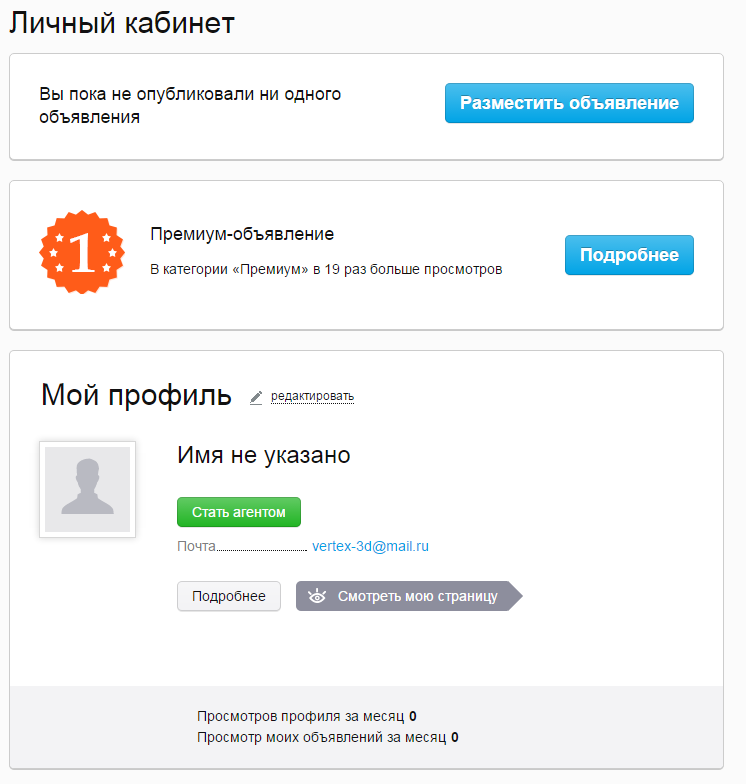 Личный кабинет
Вы пока не опубликовали ни одного
объявления
Разместить объявление
1
Премиум-объявление
В категории «Премиум» в 19 раз больше просмотров
Подробнее
Мой профиль редактировать
Имя не указано
Стать агентом
Почта.............................. vertex-3d@mail.ru
Подробнее Смотреть мою страницу
Просмотров профиля за месяц 0
Просмотр моих объявлений за месяц 0